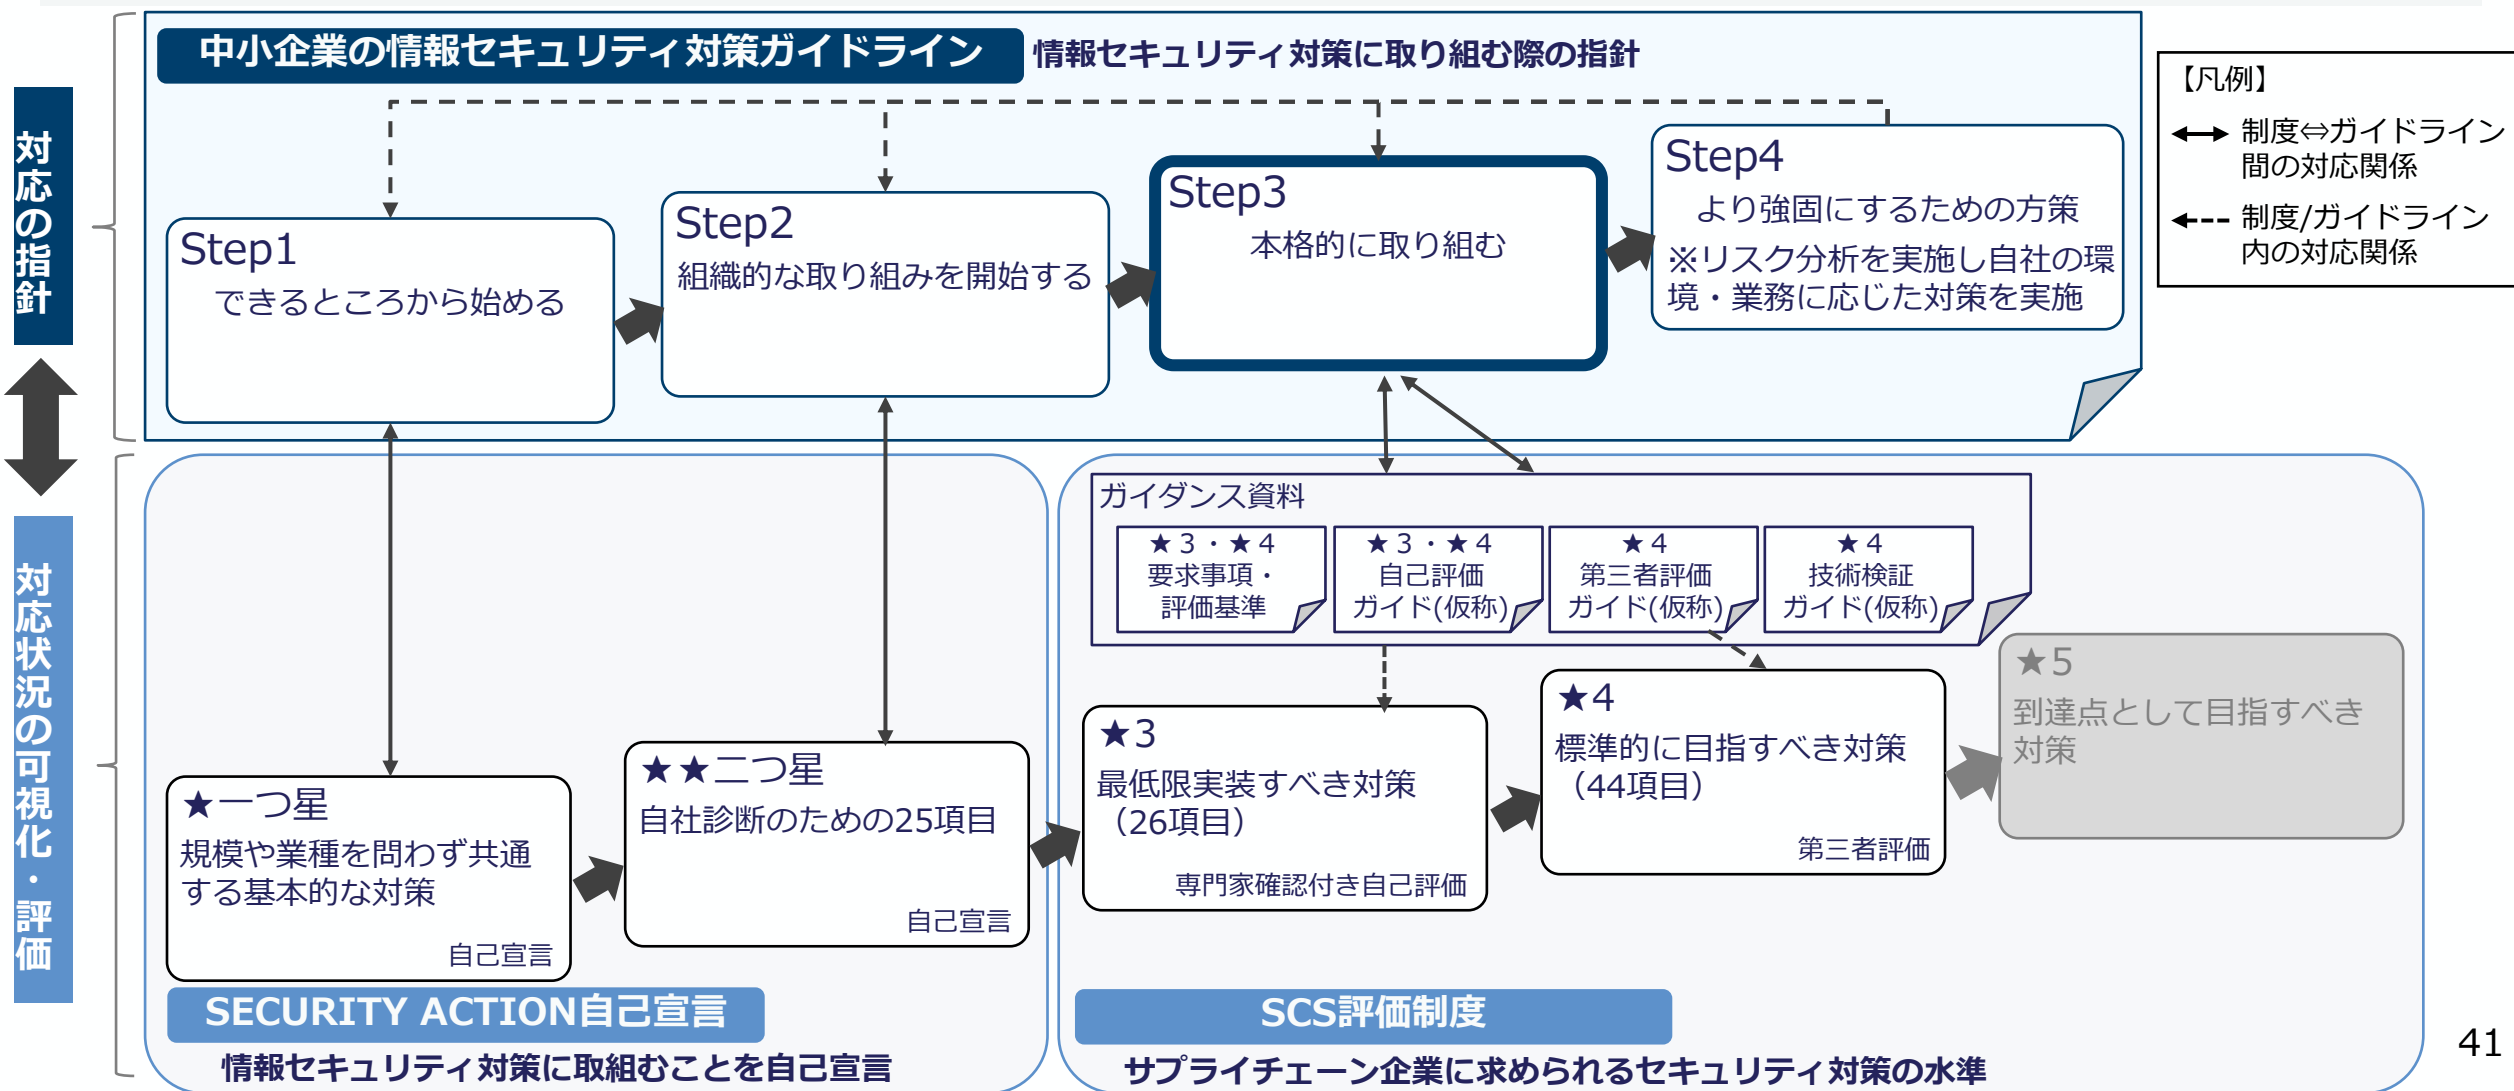 中小企業の情報セキュリティ対策ガイドライン
情報セキュリティ対策に取り組む際の指針
【凡例】
制度⇔ガイドライン
間の対応関係
制度/ガイドライン
内の対応関係
対応の指針
Step1
できるところから始める
Step2
組織的な取り組みを開始する
Step3
本格的に取り組む
Step4
より強固にするための方策
※リスク分析を実施し自社の環
境・業務に応じた対策を実施
対応状況の可視化・評価
ガイダンス資料
★３・★４
要求事項・
評価基準
★３・★４
自己評価
ガイド(仮称)
★４
第三者評価
ガイド(仮称)
★４
技術検証
ガイド(仮称)
★一つ星
規模や業種を問わず共通
する基本的な対策
自己宣言
★★二つ星
自社診断のための25項目
自己宣言
★3
最低限実装すべき対策
（26項目）
専門家確認付き自己評価
★4
標準的に目指すべき対策
（44項目）
第三者評価
★5
到達点として目指すべき
対策
SECURITY ACTION自己宣言
情報セキュリティ対策に取組むことを自己宣言
SCS評価制度
サプライチェーン企業に求められるセキュリティ対策の水準
41